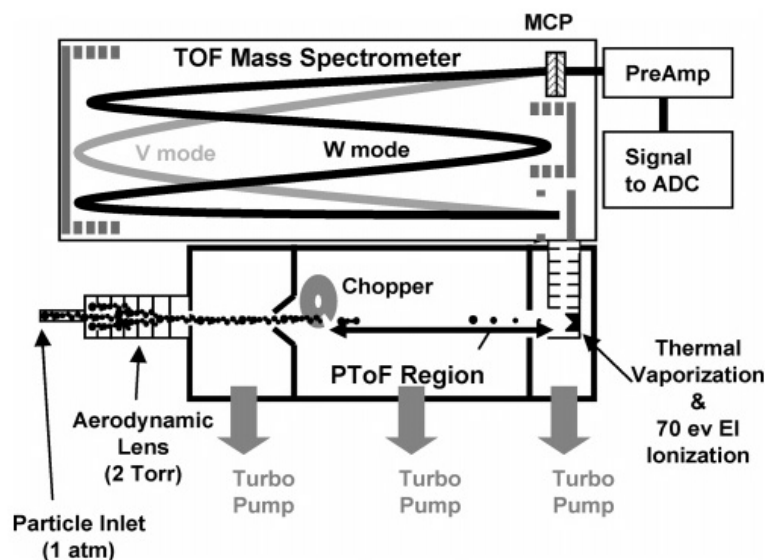 MCP
TOF Mass Spectrometer
PreAmp
V mode
W mode
Signal
to ADC
Chopper
PToF Region
Thermal
Vaporization
&
70 ev EI
Ionization
Aerodynamic
Lens
(2 Torr)
Particle Inlet
(1 atm)
Turbo
Pump
Turbo
Pump
Turbo
Pump